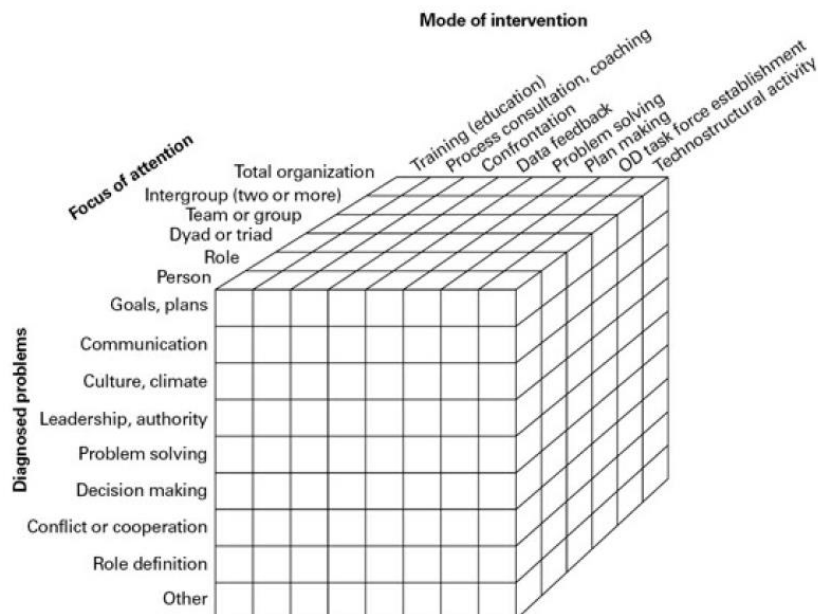 Mode of intervention
Training (education)
Process consultation, coaching
Confrontation
Data feedback
Problem solving
Plan making
OD task force establishment
Technostructural activity
Focus of attention
Total organization
Intergroup (two or more)
Team or group
Dyad or triad
Role
Person
Diagnosed problems
Goals, plans
Communication
Culture, climate
Leadership, authority
Problem solving
Decision making
Conflict or cooperation
Role definition
Other